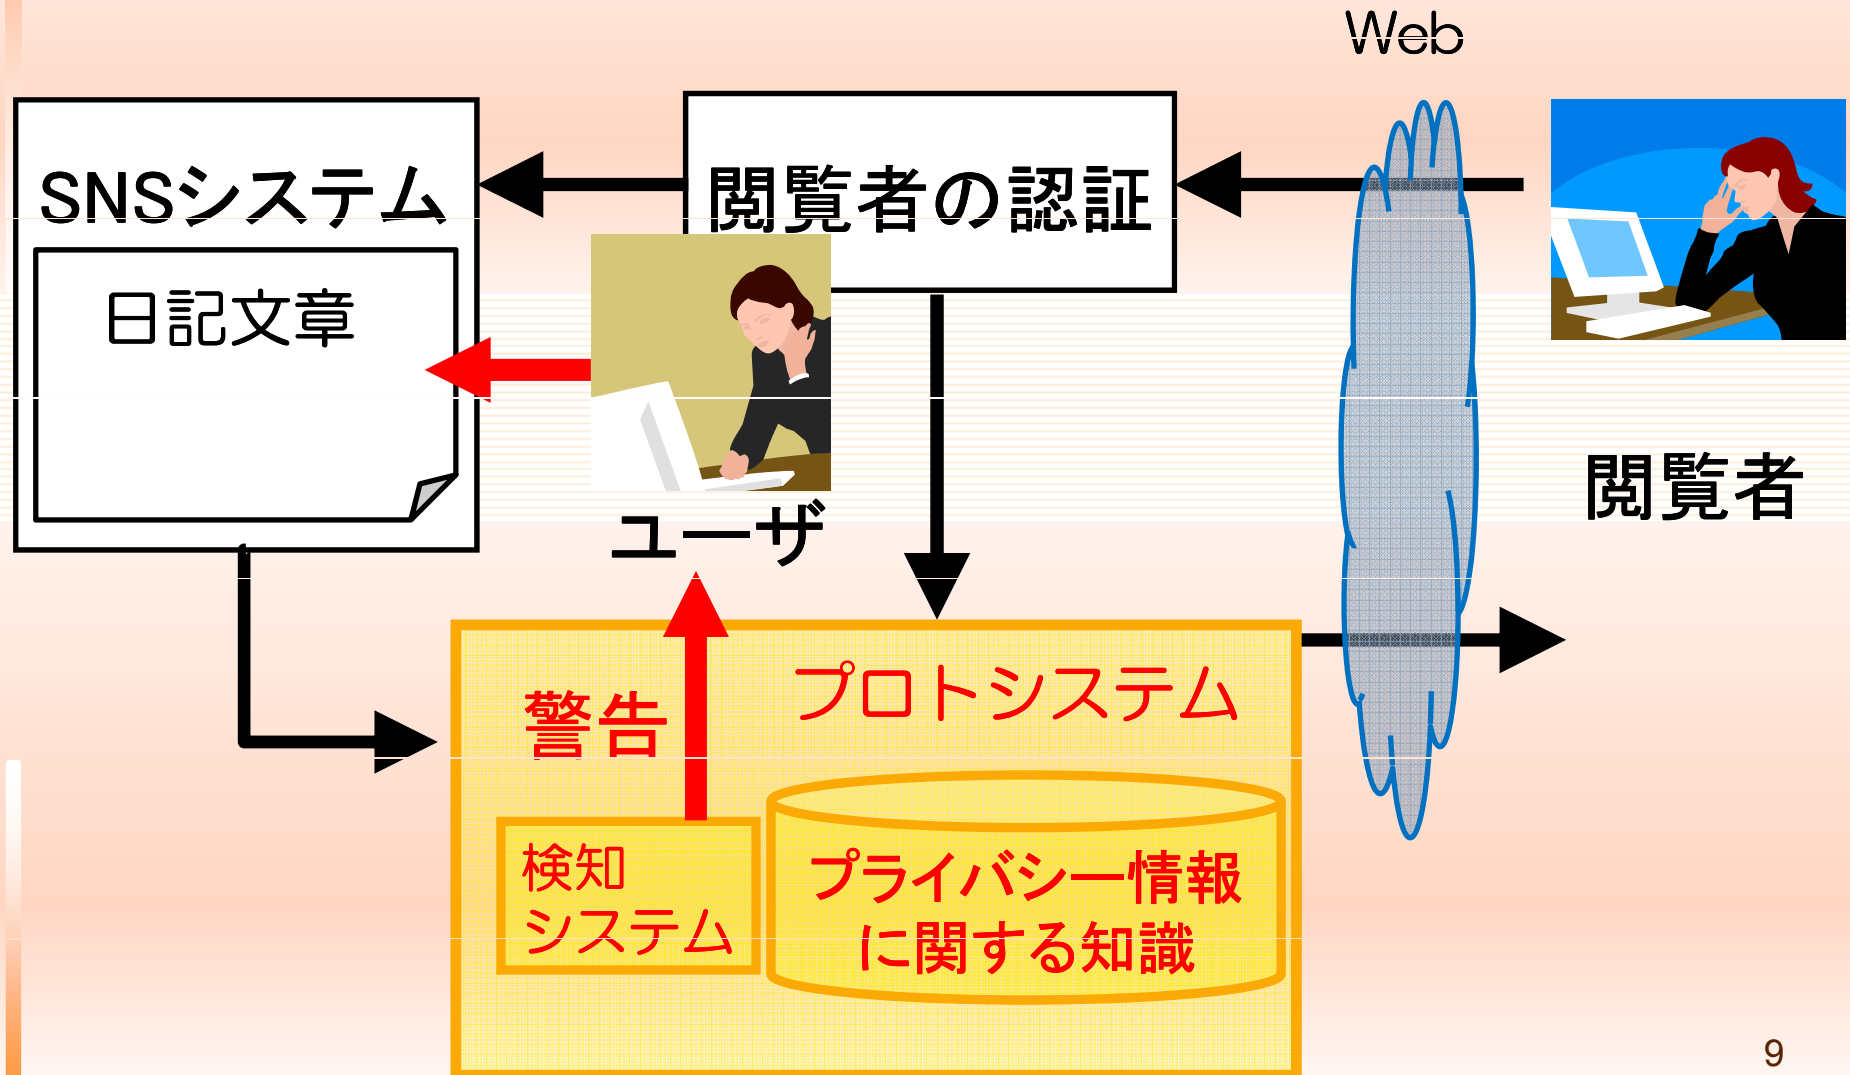 Web
SNSシステム
閲覧者の認証
日記文章
閲覧者
ユーザ
プロトシステム
警告
検知
システム
プライバシー情報
に関する知識
9